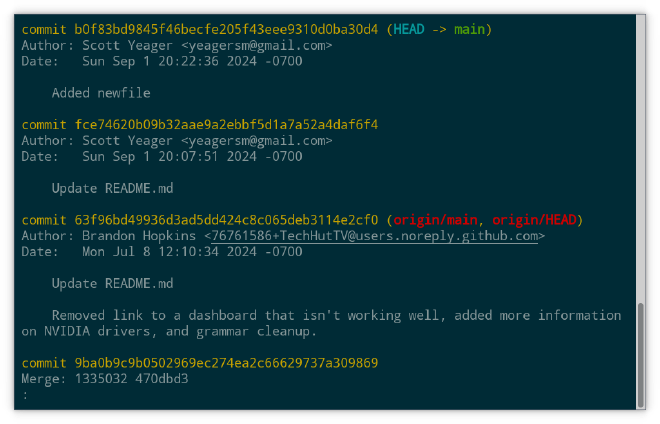 commit b0f83bd9845f46becfe205f43eee9310d0ba30d4 (HEAD -> main)
Author: Scott Yeager <yeagersm@gmail.com>
Date:   Sun Sep 1 20:22:36 2024 -0700
Added newfile
commit fce74620b09b32aae9a2ebbf5d1a7a52a4daf6f4
Author: Scott Yeager <yeagersm@gmail.com>
Date:   Sun Sep 1 20:07:51 2024 -0700
Update README.md
commit 63f96bd49936d3ad5dd424c8c065deb3114e2cf0 (origin/main, origin/HEAD)
Author: Brandon Hopkins <76761586+TechHutTV@users.noreply.github.com>
Date:   Mon Jul 8 12:10:34 2024 -0700
Update README.md
Removed link to a dashboard that isn't working well, added more information
on NVIDIA drivers, and grammar cleanup.
commit 9ba0b9c9b0502969ec274ea2c66629737a309869
Merge: 1335032 470dbd3
: